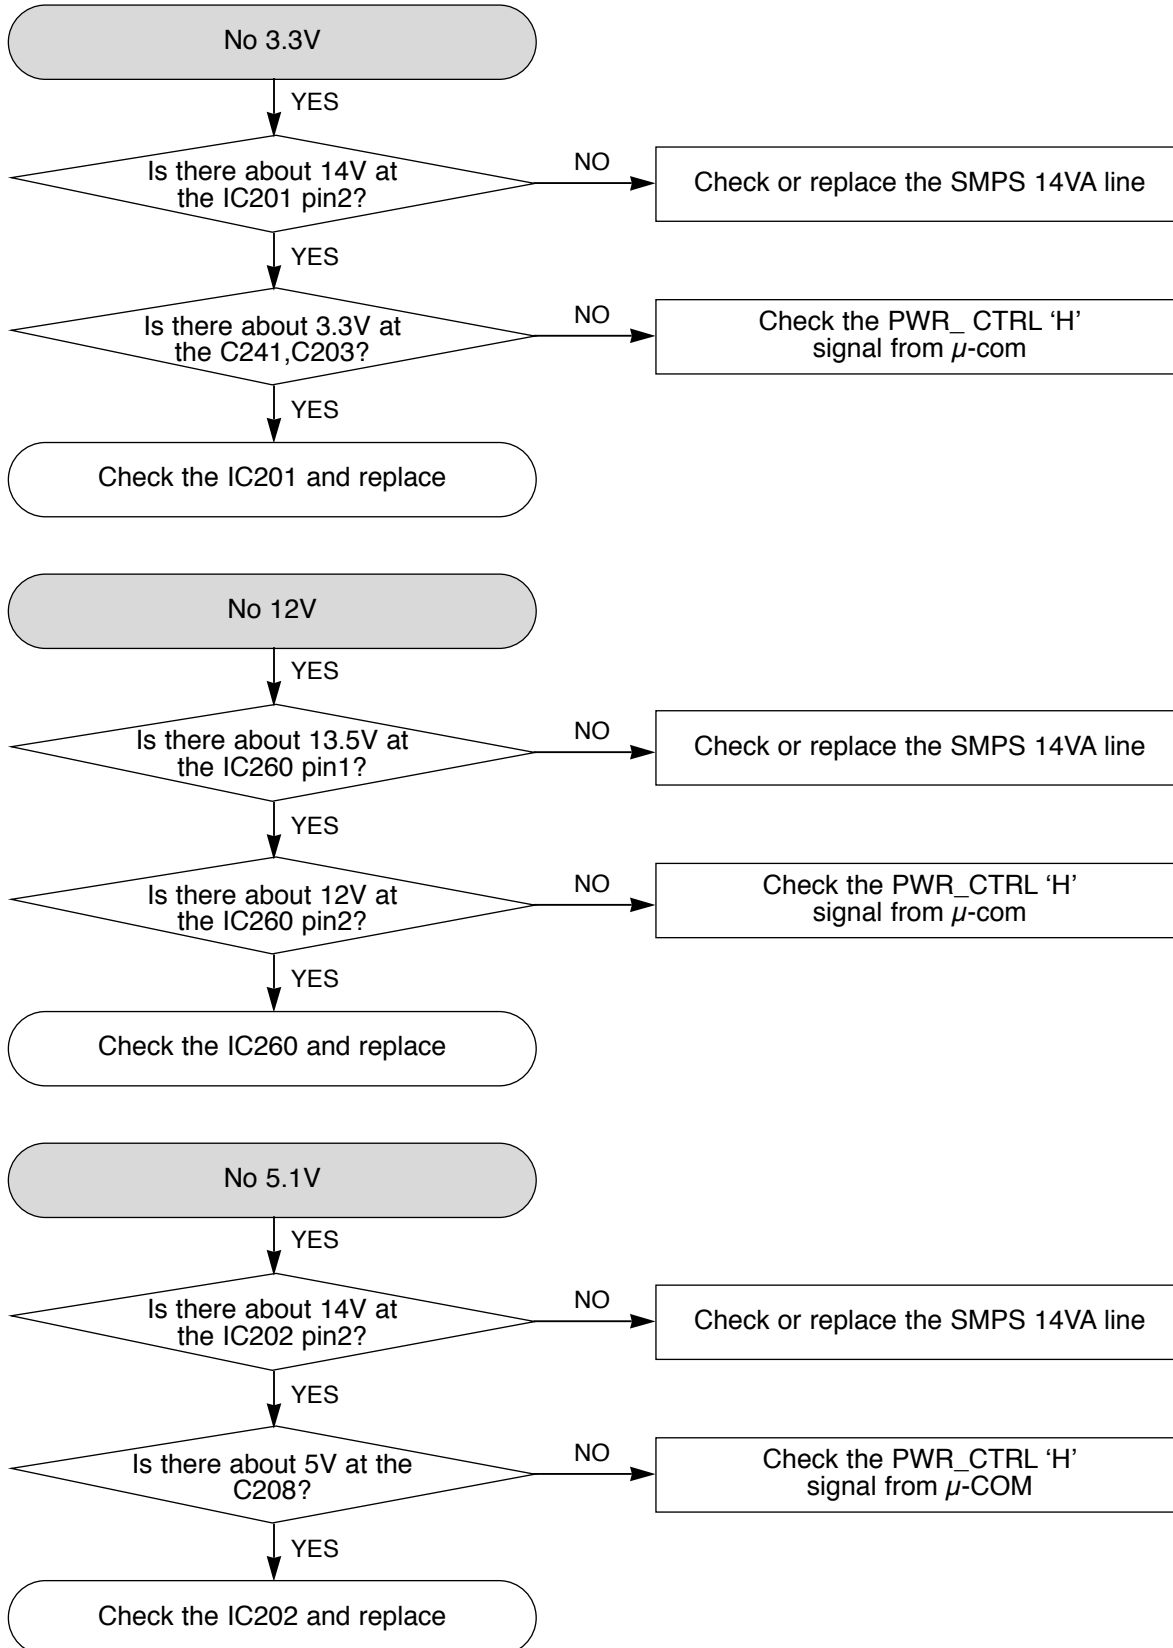 No 3.3V
YES
Is there about 14V at
the IC201 pin2?
NO
Check or replace the SMPS 14VA line
YES
Is there about 3.3V at
the C241,C203?
NO
Check the PWR_ CTRL ‘H’
signal from µ-com
YES
Check the IC201 and replace
No 12V
YES
Is there about 13.5V at
the IC260 pin1?
NO
Check or replace the SMPS 14VA line
YES
Is there about 12V at
the IC260 pin2?
NO
Check the PWR_CTRL ‘H’
signal from µ-com
YES
Check the IC260 and replace
No 5.1V
YES
Is there about 14V at
the IC202 pin2?
NO
Check or replace the SMPS 14VA line
YES
Is there about 5V at the
C208?
NO
Check the PWR_CTRL ‘H’
signal from µ-COM
YES
Check the IC202 and replace